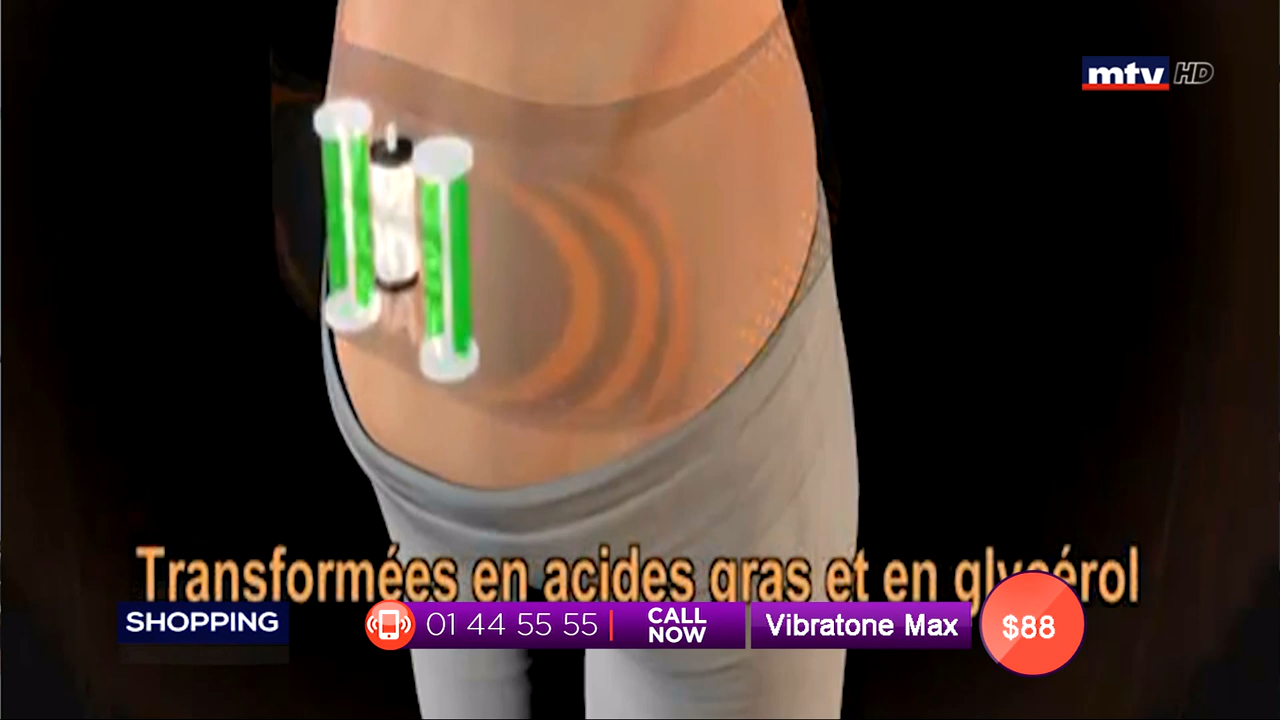 mtv HD
Transformées en acides gras et en glycérol
SHOPPING
01 44 55 55
CALL NOW
Vibratone Max
$88